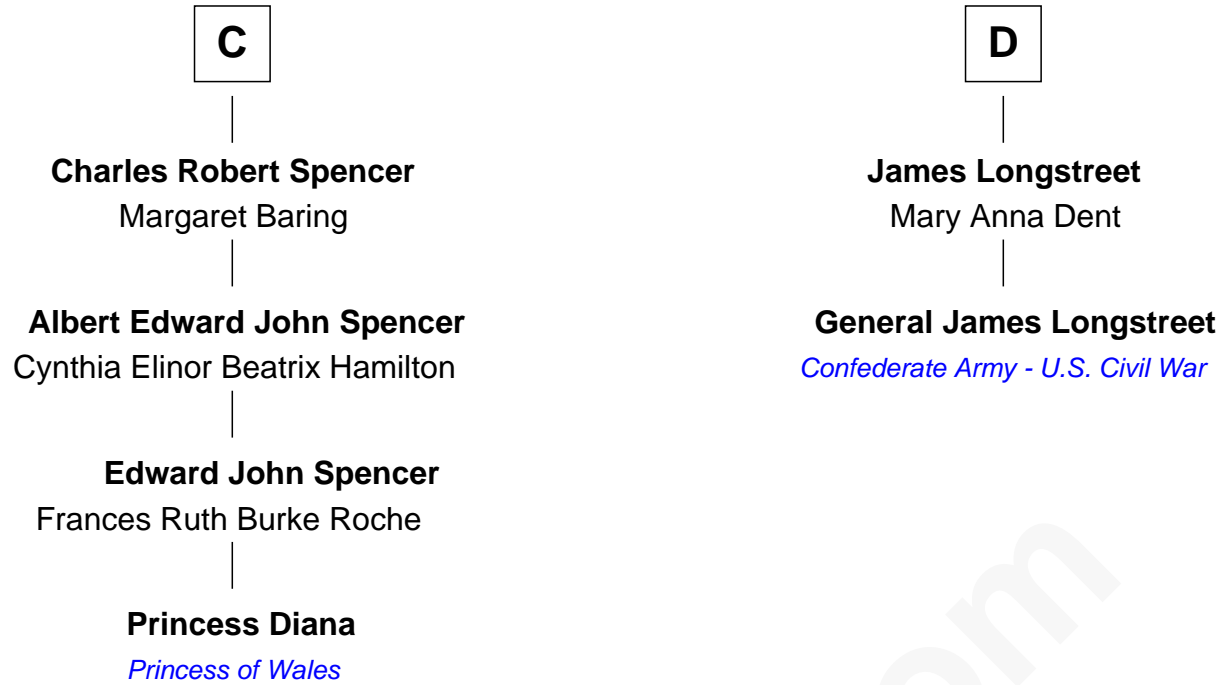 C
Charles Robert Spencer
Margaret Baring
Albert Edward John Spencer
Cynthia Elinor Beatrix Hamilton
Edward John Spencer
Frances Ruth Burke Roche
Princess Diana
Princess of Wales
D
James Longstreet
Mary Anna Dent
General James Longstreet
Confederate Army - U.S. Civil War
om